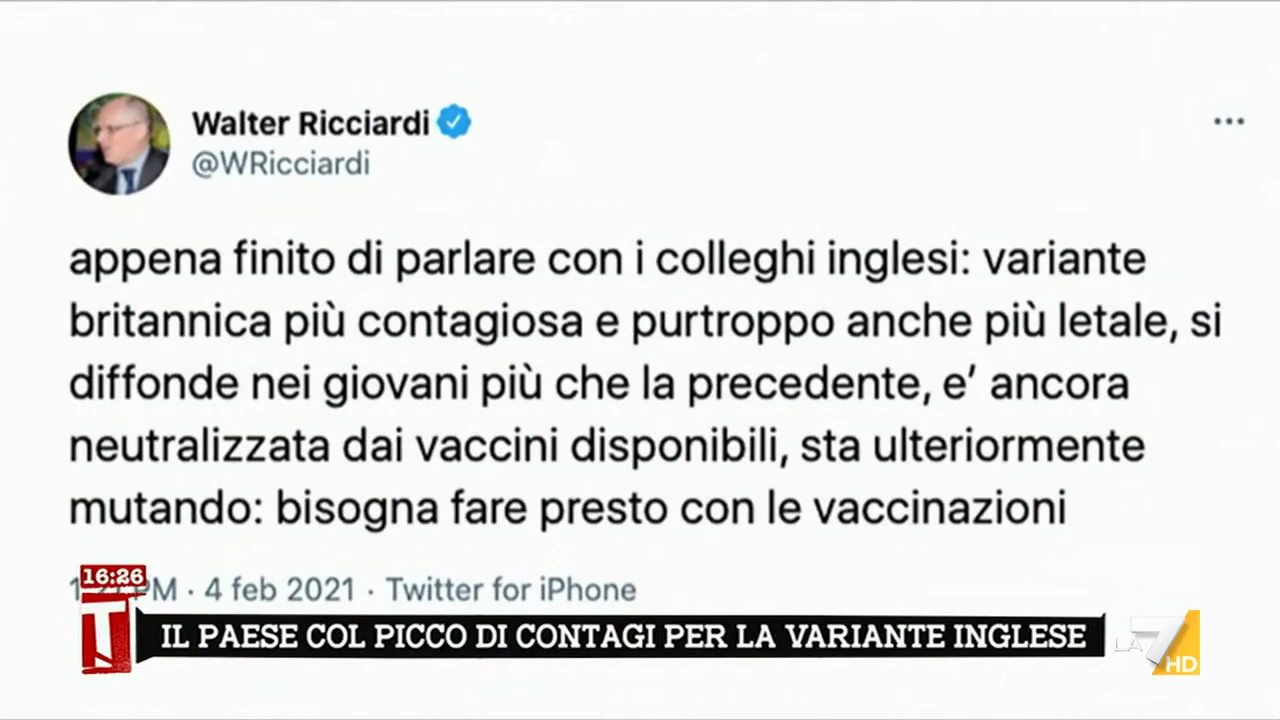 Walter Ricciardi
@WRicciardi
appena finito di parlare con i colleghi inglesi: variante
britannica più contagiosa e purtroppo anche più letale, si
diffonde nei giovani più che la precedente, e’ ancora
neutralizzata dai vaccini disponibili, sta ulteriormente
mutando: bisogna fare presto con le vaccinazioni
PM · 4 feb 2021 · Twitter for iPhone
16:26
T
IL PAESE COL PICCO DI CONTAGI PER LA VARIANTE INGLESE
LA7
HD